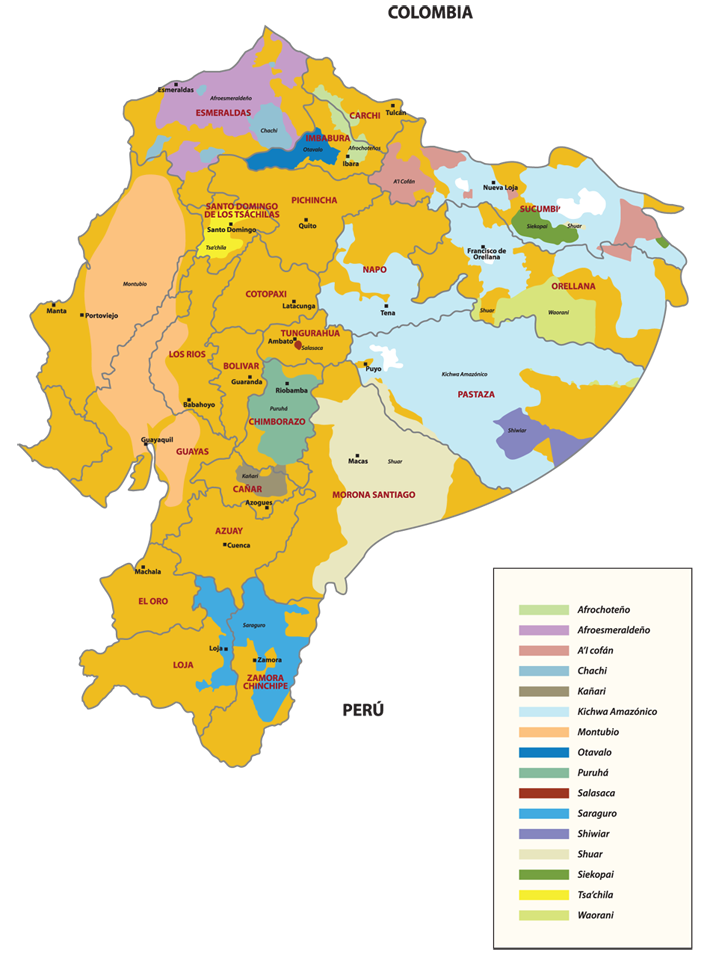 COLOMBIA
Esmeraldas
Afroesmeraldeño
ESMERALDAS
Chachi
CARCHI
Tulcán
IMBABURA
Otavalo
Afrochoteños
Ibara
A'I Cofán
Nueva Loja
SUCUMBI'
Siekopai
Shuar
PICHINCHA
Quito
SANTO DOMINGO
DE LOS TSÁCHILAS
Santo Domingo
Tsa'chila
Francisco de
Orellana
NAPO
Tena
ORELLANA
Shuar
Waorani
Montubio
Manta
Portoviejo
COTOPAXI
Latacunga
TUNGURAHUA
Ambato
Salasaca
LOS RIOS
BOLIVAR
Guaranda
Riobamba
Puruhá
CHIMBORAZO
Puyo
Kichwa Amazónico
PASTAZA
Shiwiar
Babahoyo
Guayaquil
GUAYAS
Macas
Shuar
MORONA SANTIAGO
Kañari
CAÑAR
Azogues
AZUAY
Cuenca
Machala
EL ORO
Saraguro
LOJA
Loja
Zamora
ZAMORA
CHINCHIPE
PERÚ
Afrochoteño
Afroesmeraldeño
A'I cofán
Chachi
Kañari
Kichwa Amazónico
Montubio
Otavalo
Puruhá
Salasaca
Saraguro
Shiwiar
Shuar
Siekopai
Tsa'chila
Waorani